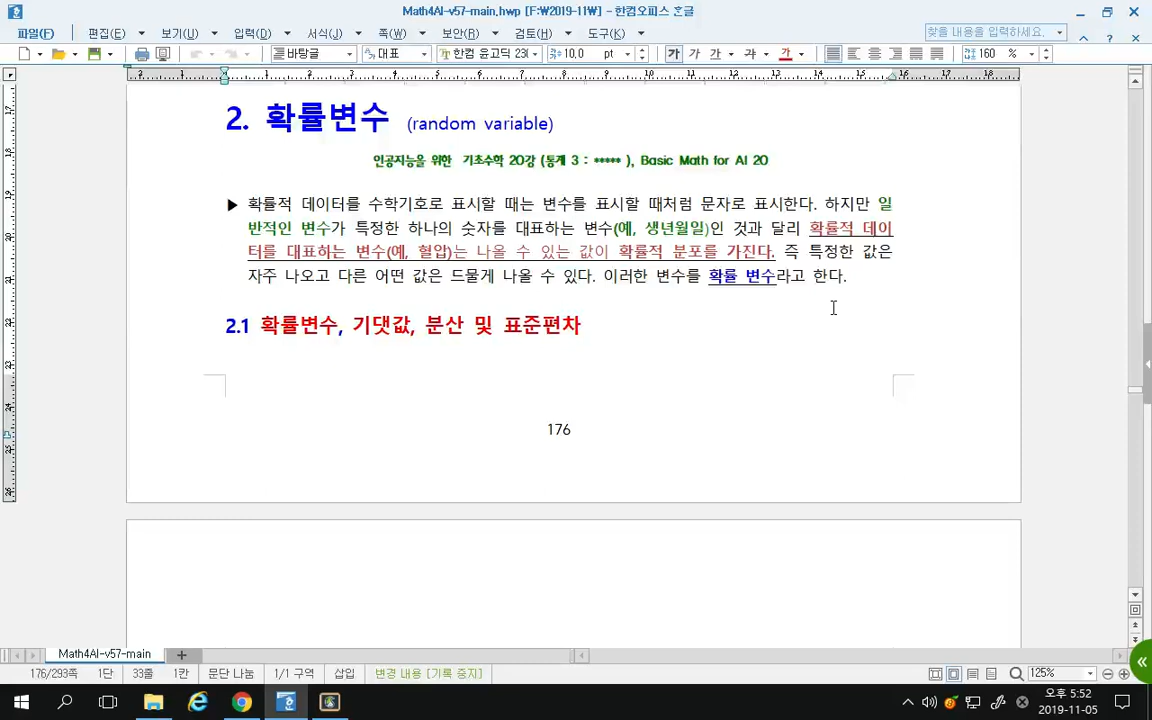 Math4AI-v57-main.hwp [F:₩2019-11₩] - 한컴오피스 한글
파일(F) 편집(E) 보기(U) 입력(D) 서식(J) 쪽(W) 보안(R) 검토(H) 도구(K) 찾을 내용을 입력하세요.
바탕글 대표 한컴 윤고딕 230 10,0 pt 가 가 가 가 가 160 %
2. 확률변수 (random variable)
인공지능을 위한 기초수학 20강 (통계 3 : ***** ), Basic Math for AI 20
▶ 확률적 데이터를 수학기호로 표시할 때는 변수를 표시할 때처럼 문자로 표시한다. 하지만 일
반적인 변수가 특정한 하나의 숫자를 대표하는 변수(예, 생년월일)인 것과 달리 확률적 데이
터를 대표하는 변수(예, 혈압)는 나올 수 있는 값이 확률적 분포를 가진다. 즉 특정한 값은
자주 나오고 다른 어떤 값은 드물게 나올 수 있다. 이러한 변수를 확률 변수라고 한다.
2.1 확률변수, 기댓값, 분산 및 표준편차
176
Math4AI-v57-main
176/293쪽 1단 33줄 1칸 문단 나눔 1/1 구역 삽입 변경 내용 [기록 중지] 125%
오후 5:52
2019-11-05